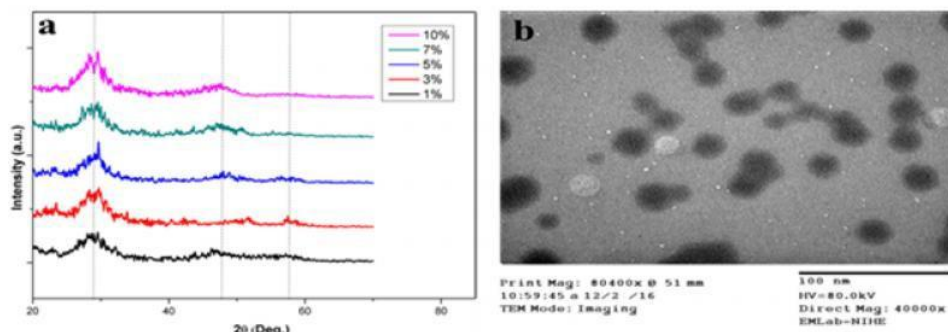 a
10%
7%
5%
3%
1%
Intensity (a.u.)
20 40 60 80
2θ (Deg.)
b
Print Mag: 80400x @ 51 mm
10:59:45 a 12/2 /16
TEM Mode: Imaging
100 nm
HV=80.0kV
Direct Mag: 40000x
EMLab-NIHE